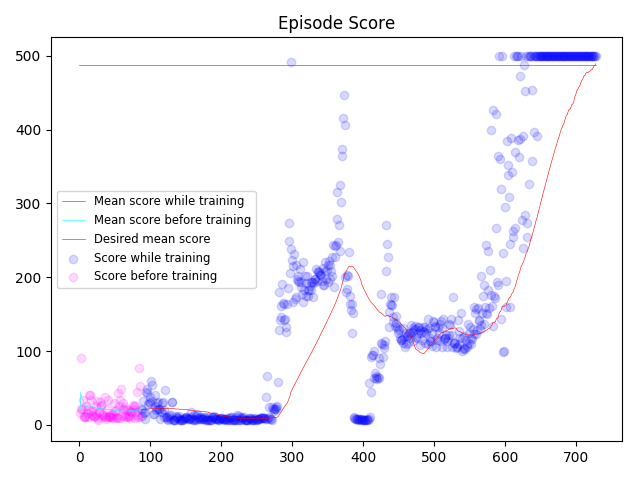 Episode Score
500
400
300
200
100
0
Mean score while training
Mean score before training
Desired mean score
Score while training
Score before training
0 100 200 300 400 500 600 700